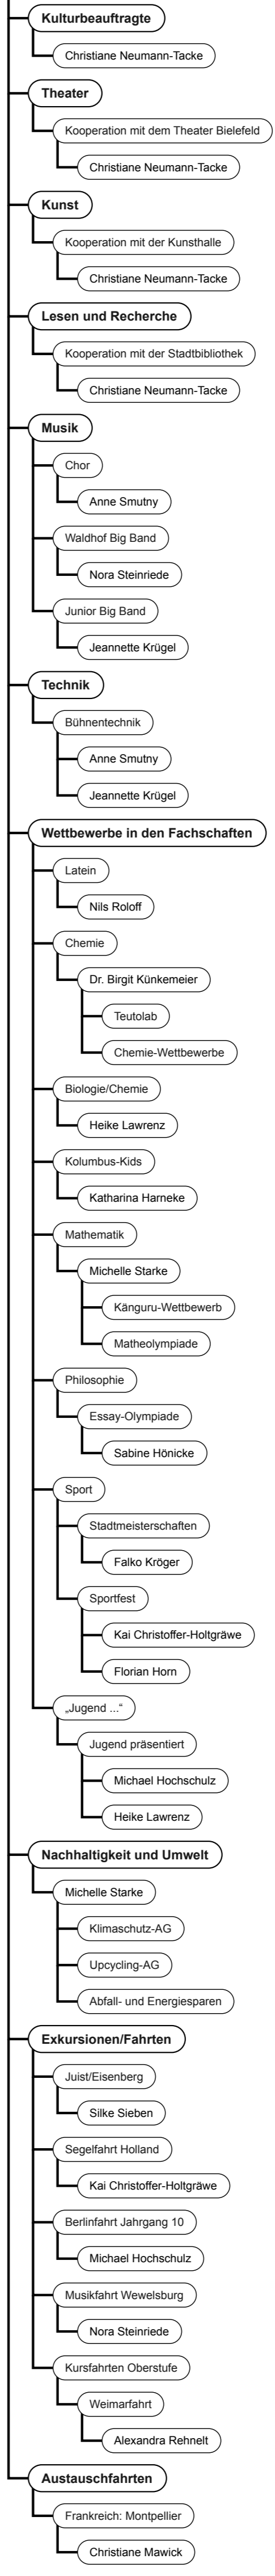 Kulturbeauftragte
Christiane Neumann-Tacke
Theater
Kooperation mit dem Theater Bielefeld
Christiane Neumann-Tacke
Kunst
Kooperation mit der Kunsthalle
Christiane Neumann-Tacke
Lesen und Recherche
Kooperation mit der Stadtbibliothek
Christiane Neumann-Tacke
Musik
Chor
Anne Smutny
Waldhof Big Band
Nora Steinriede
Junior Big Band
Jeannette Krügel
Technik
Bühnentechnik
Anne Smutny
Jeannette Krügel
Wettbewerbe in den Fachschaften
Latein
Nils Roloff
Chemie
Dr. Birgit Künkemeier
Teutolab
Chemie-Wettbewerbe
Biologie/Chemie
Heike Lawrenz
Kolumbus-Kids
Katharina Harneke
Mathematik
Michelle Starke
Känguru-Wettbewerb
Matheolympiade
Philosophie
Essay-Olympiade
Sabine Hönicke
Sport
Stadtmeisterschaften
Falko Kröger
Sportfest
Kai Christoffer-Holtgräwe
Florian Horn
„Jugend ...“
Jugend präsentiert
Michael Hochschulz
Heike Lawrenz
Nachhaltigkeit und Umwelt
Michelle Starke
Klimaschutz-AG
Upcycling-AG
Abfall- und Energiesparen
Exkursionen/Fahrten
Juist/Eisenberg
Silke Sieben
Segelfahrt Holland
Kai Christoffer-Holtgräwe
Berlinfahrt Jahrgang 10
Michael Hochschulz
Musikfahrt Wewelsburg
Nora Steinriede
Kursfahrten Oberstufe
Weimarfahrt
Alexandra Rehnelt
Austauschfahrten
Frankreich: Montpellier
Christiane Mawick